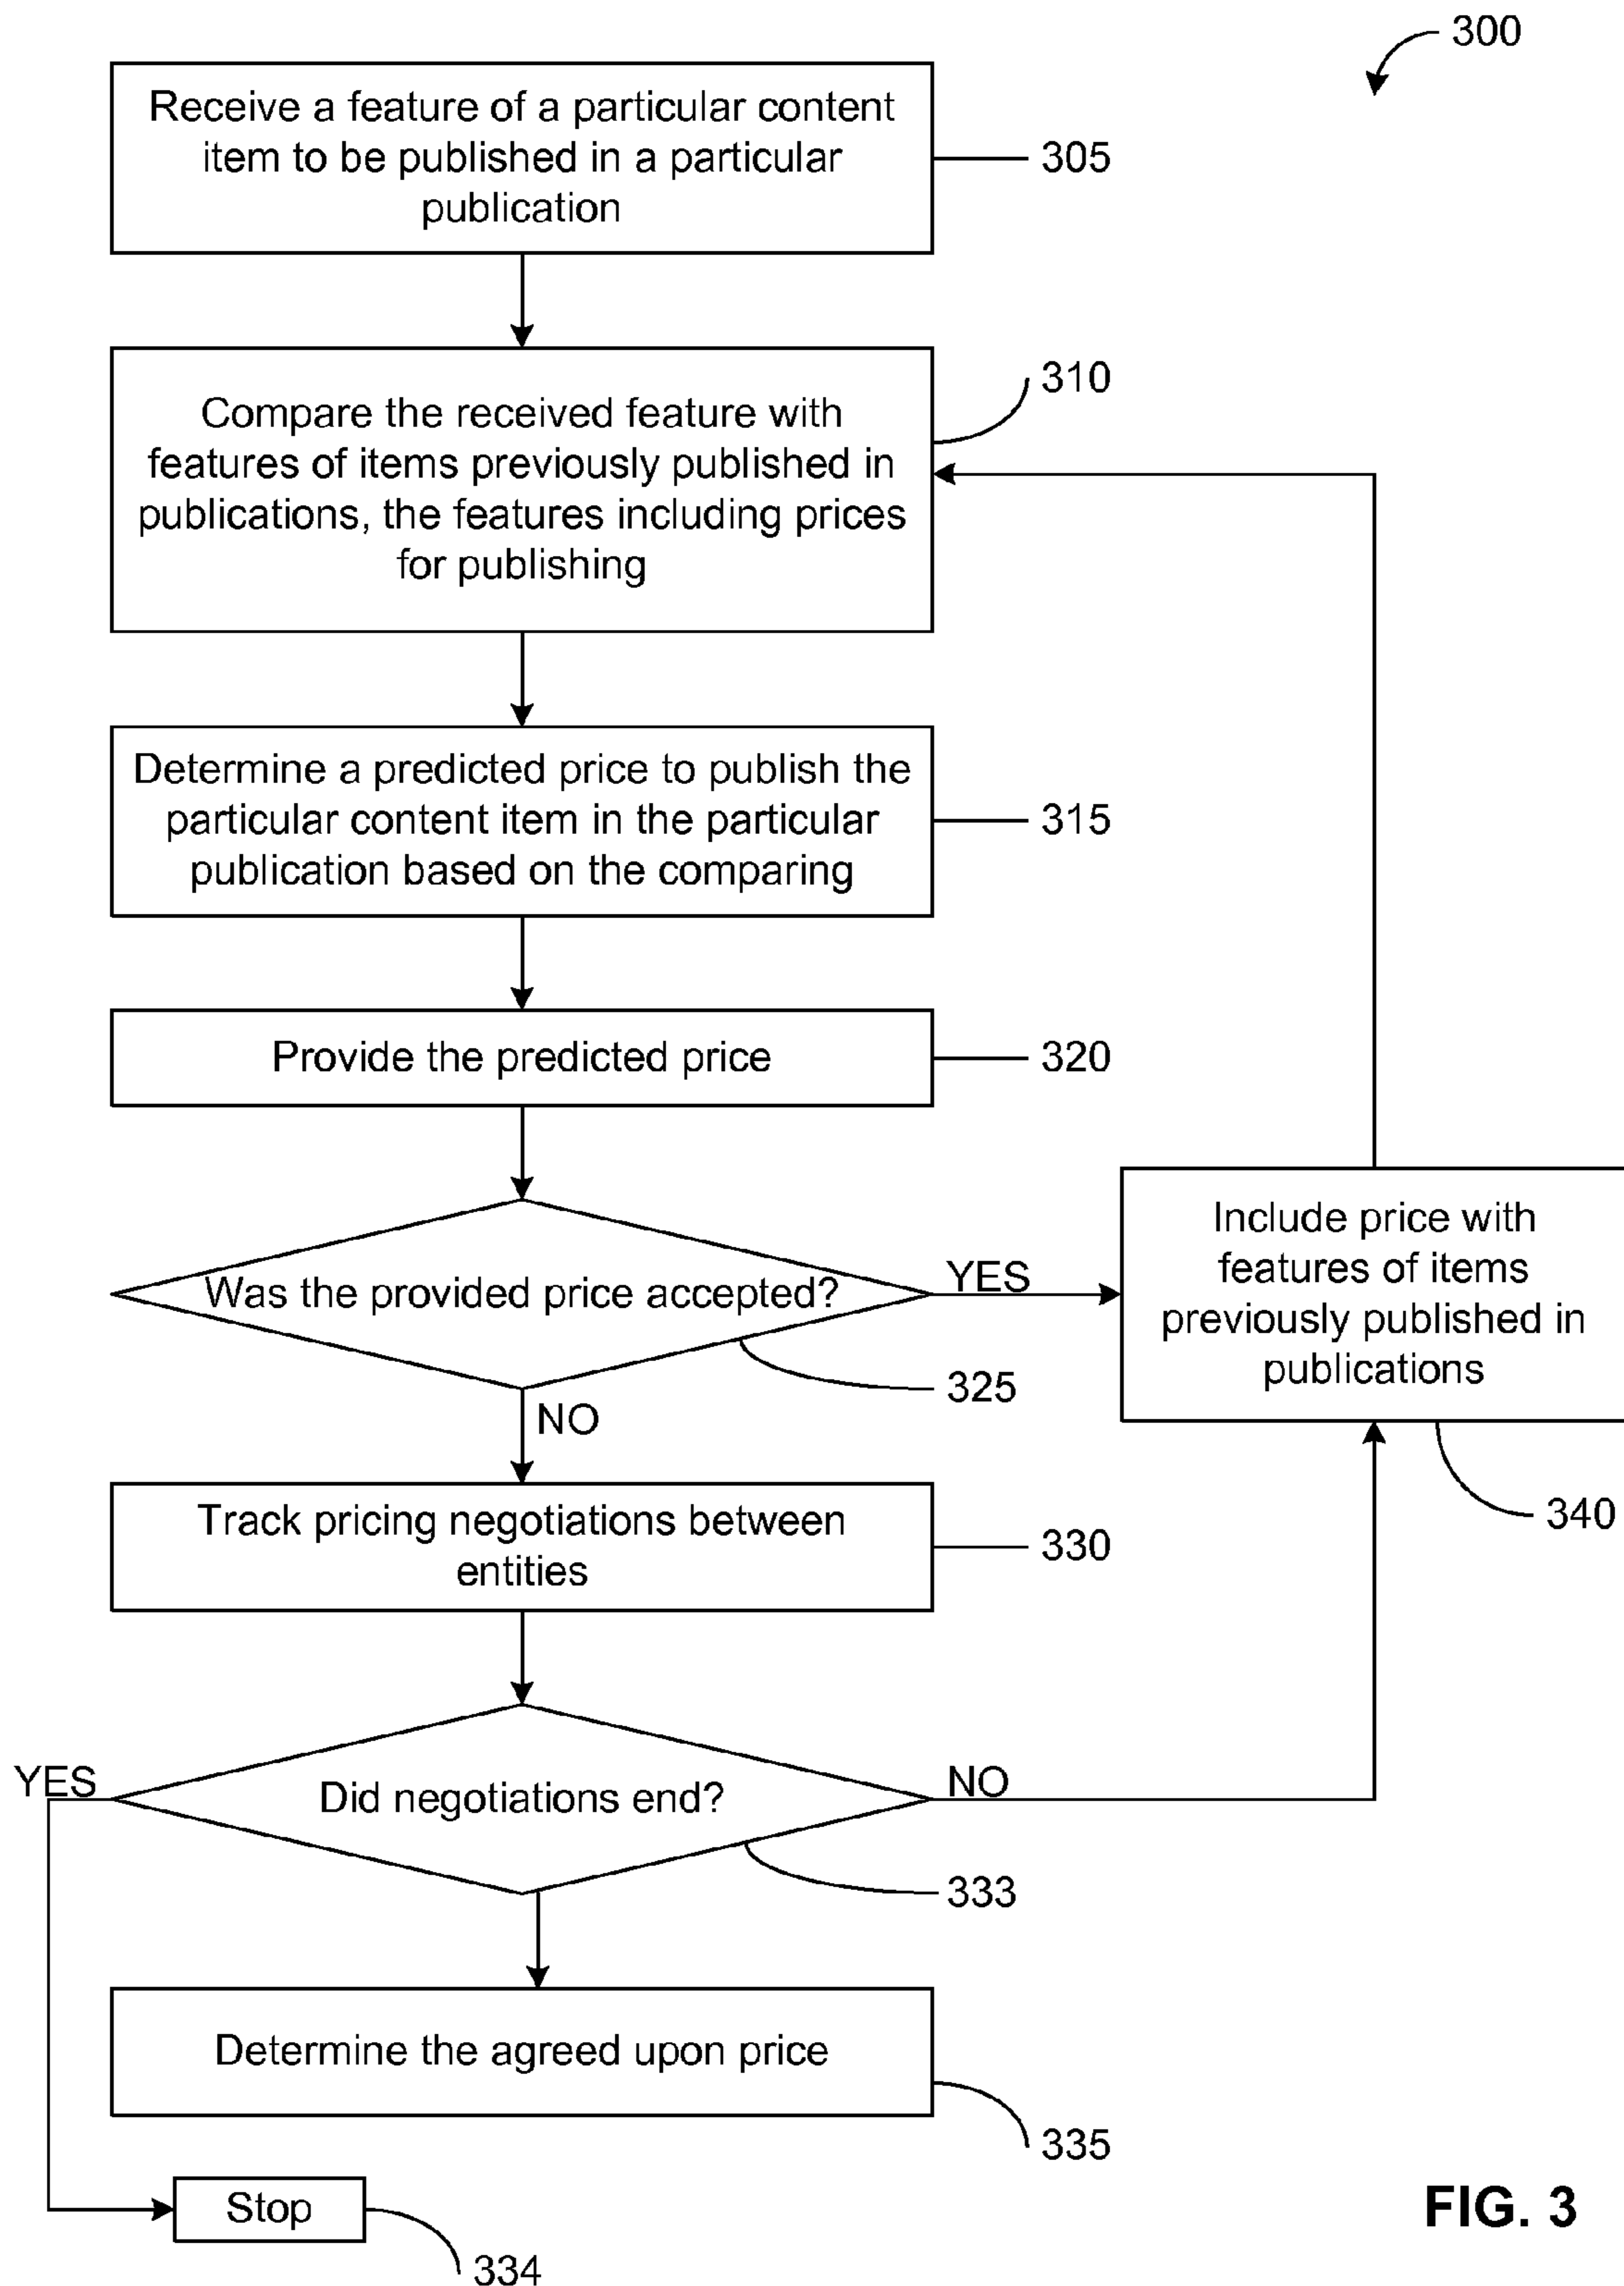 300
Receive a feature of a particular content
item to be published in a particular
publication
305
310
Compare the received feature with
features of items previously published in
publications, the features including prices
for publishing
Determine a predicted price to publish the
particular content item in the particular
publication based on the comparing
315
Provide the predicted price
320
Was the provided price accepted?
YES
325
NO
Include price with
features of items
previously published in
publications
340
Track pricing negotiations between
entities
330
YES
Did negotiations end?
NO
333
Determine the agreed upon price
335
Stop
334
FIG. 3